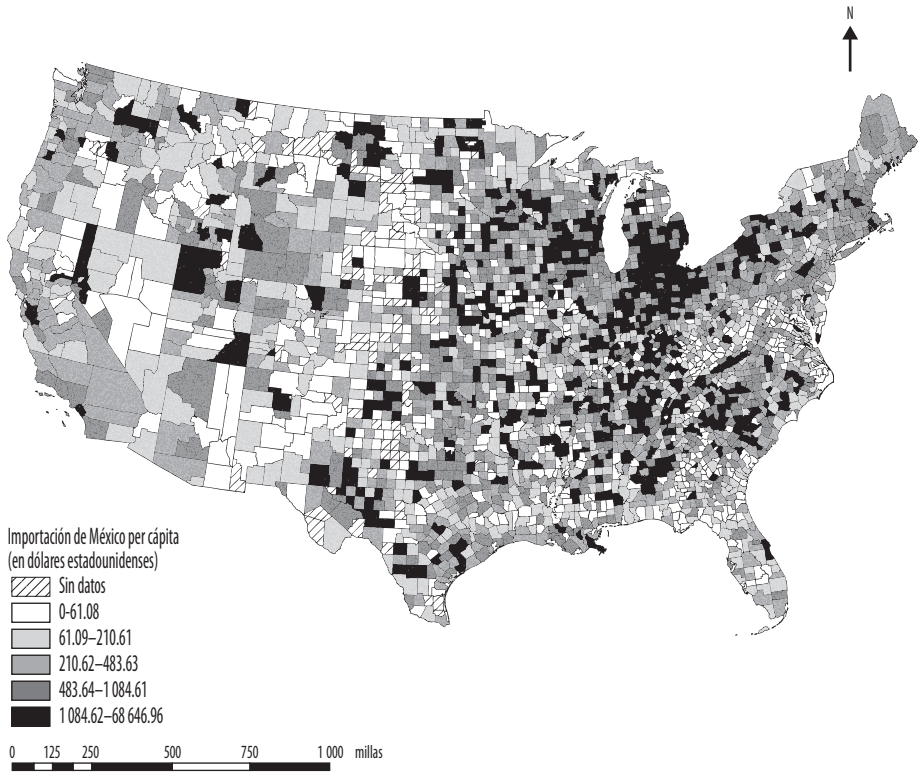 N
Importación de México per cápita
(en dólares estadounidenses)
Sin datos
0-61.08
61.09–210.61
210.62–483.63
483.64–1 084.61
1 084.62–68 646.96
0 125 250 500 750 1 000 millas